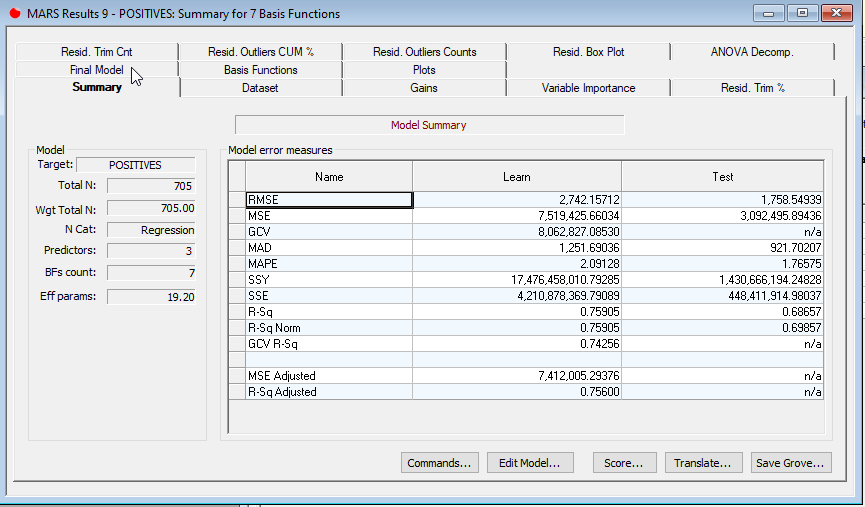 MARS Results 9 - POSITIVES: Summary for 7 Basis Functions
Resid. Trim Cnt Resid. Outliers CUM % Resid. Outliers Counts Resid. Box Plot ANOVA Decomp.
Final Model Basis Functions Plots
Summary Dataset Gains Variable Importance Resid. Trim %
Model Summary
Model
Target: POSITIVES
Total N: 705
Wgt Total N: 705.00
N Cat: Regression
Predictors: 3
BFs count: 7
Eff params: 19.20
Model error measures
Name Learn Test
RMSE 2,742.15712 1,758.54939
MSE 7,519,425.66034 3,092,495.89436
GCV 8,062,827.08530 n/a
MAD 1,251.69036 921.70207
MAPE 2.09128 1.76575
SSY 17,476,458,010.79285 1,430,666,194.24828
SSE 4,210,878,369.79089 448,411,914.98037
R-Sq 0.75905 0.68657
R-Sq Norm 0.75905 0.69857
GCV R-Sq 0.74256 n/a
MSE Adjusted 7,412,005.29376 n/a
R-Sq Adjusted 0.75600 n/a
Commands... Edit Model... Score... Translate... Save Grove...